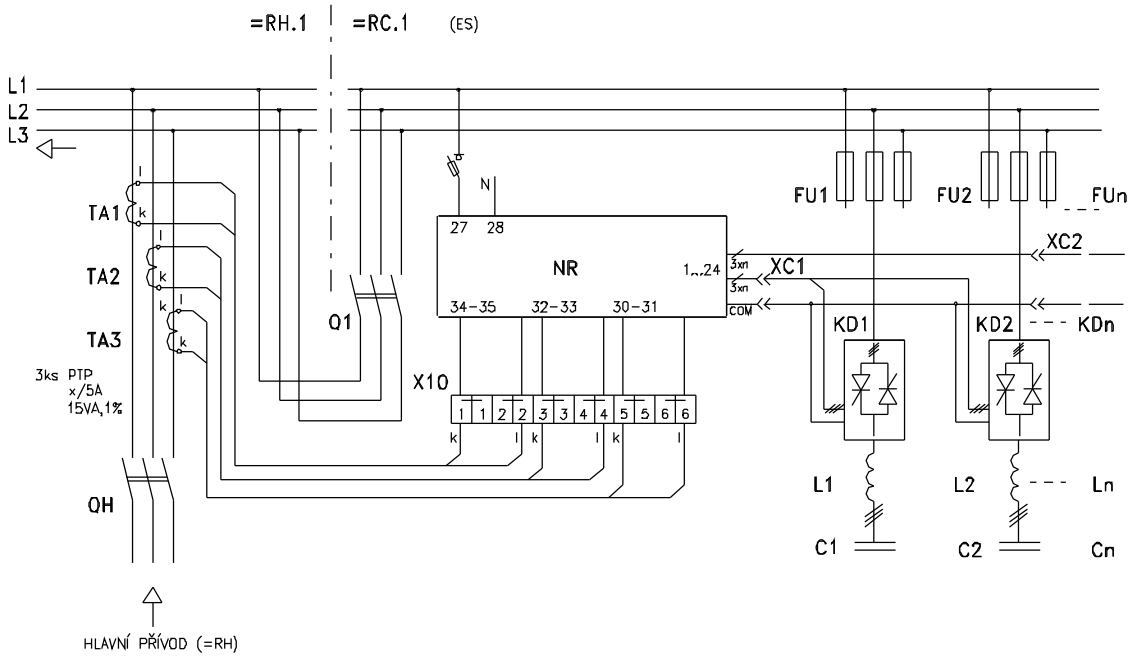 =RH.1 =RC.1 (ES)
L1
L2
L3
l
k
TA1
l
k
TA2
k
l
l
k
TA3
3ks PTP
x/5A
15VA,1%
QH
HLAVNÍ PŘÍVOD (=RH)
Q1
N
27 28
NR
1...24
34-35 32-33 30-31
3xn
3xn
COM
XC1
XC2
X10
1 1 2 2 3 3 4 4 5 5 6 6
k l k l k l
FU1 FU2 FUn
KD1 KD2 KDn
L1 L2 Ln
C1 C2 Cn